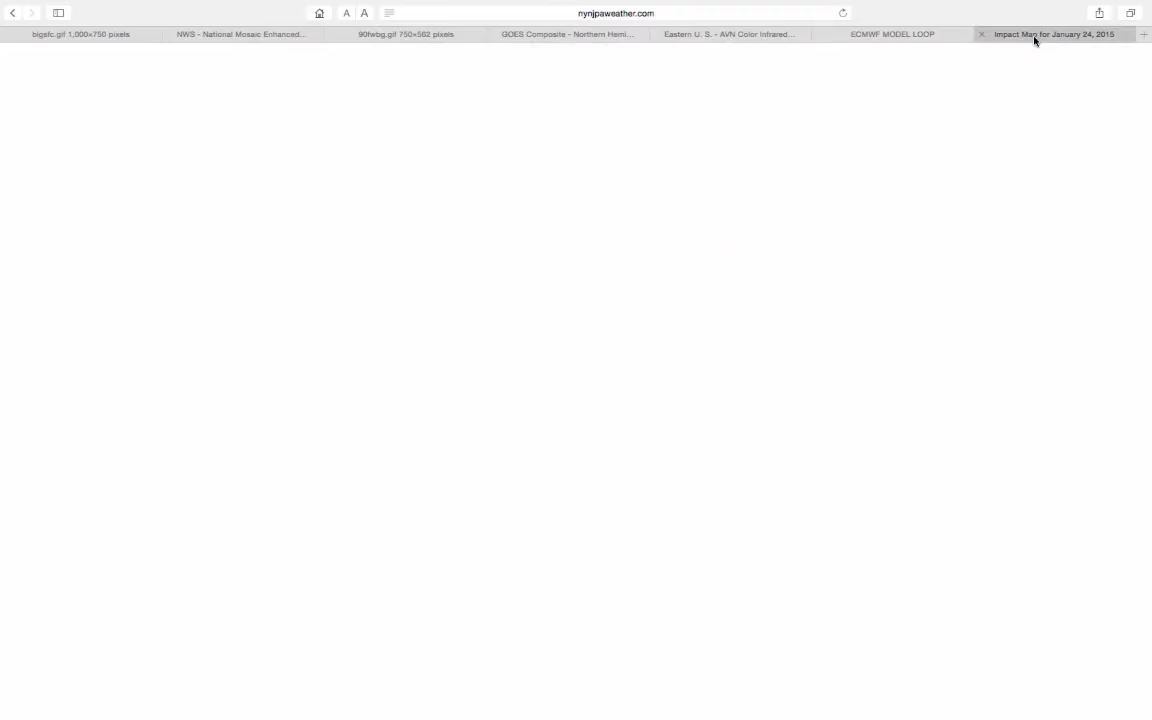 A A nynjpaweather.com
bigsfc.gif 1,000×750 pixels NWS - National Mosaic Enhanced... 90fwbg.gif 750×562 pixels GOES Composite - Northern Hemi... Eastern U. S. - AVN Color Infrared... ECMWF MODEL LOOP Impact Map for January 24, 2015